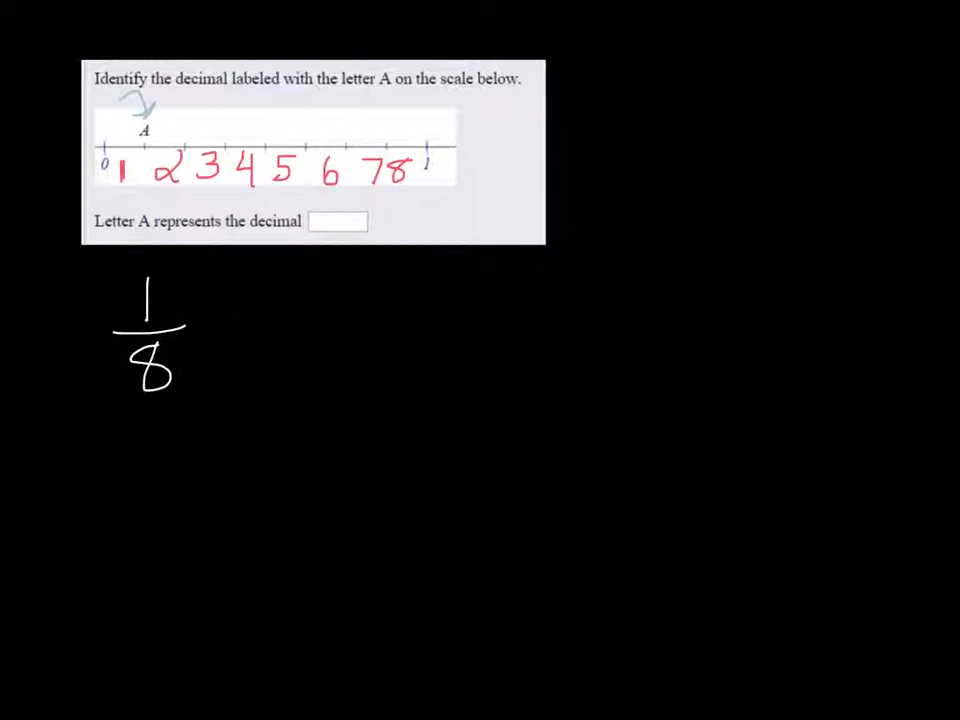 Identify the decimal labeled with the letter A on the scale below.
A
0 1 2 3 4 5 6 7 8 1
Letter A represents the decimal
1
8